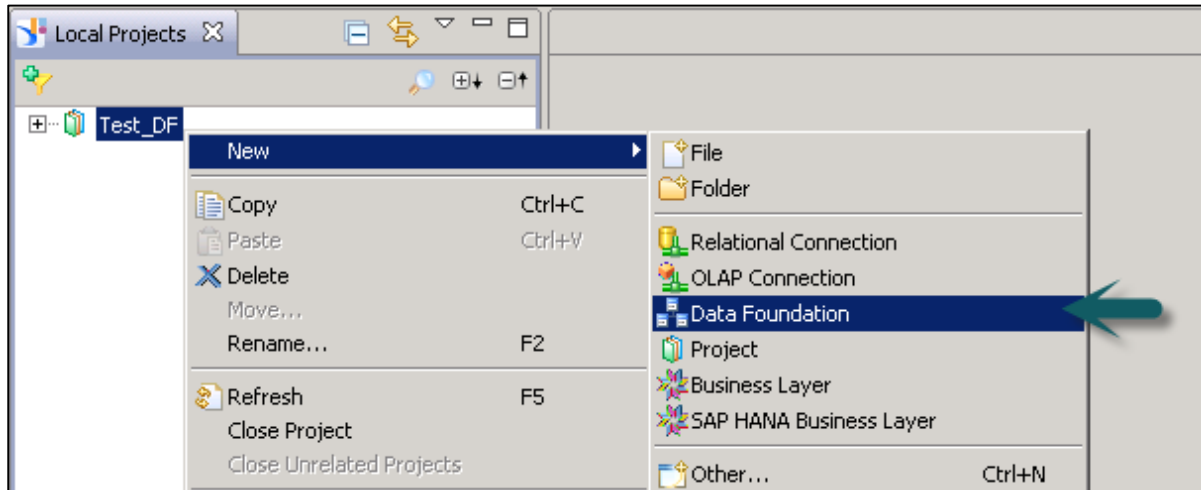 Local Projects
Test_DF
New
Copy Ctrl+C
Paste Ctrl+V
Delete
Move...
Rename... F2
Refresh F5
Close Project
Close Unrelated Projects
File
Folder
Relational Connection
OLAP Connection
Data Foundation
Project
Business Layer
SAP HANA Business Layer
Other... Ctrl+N